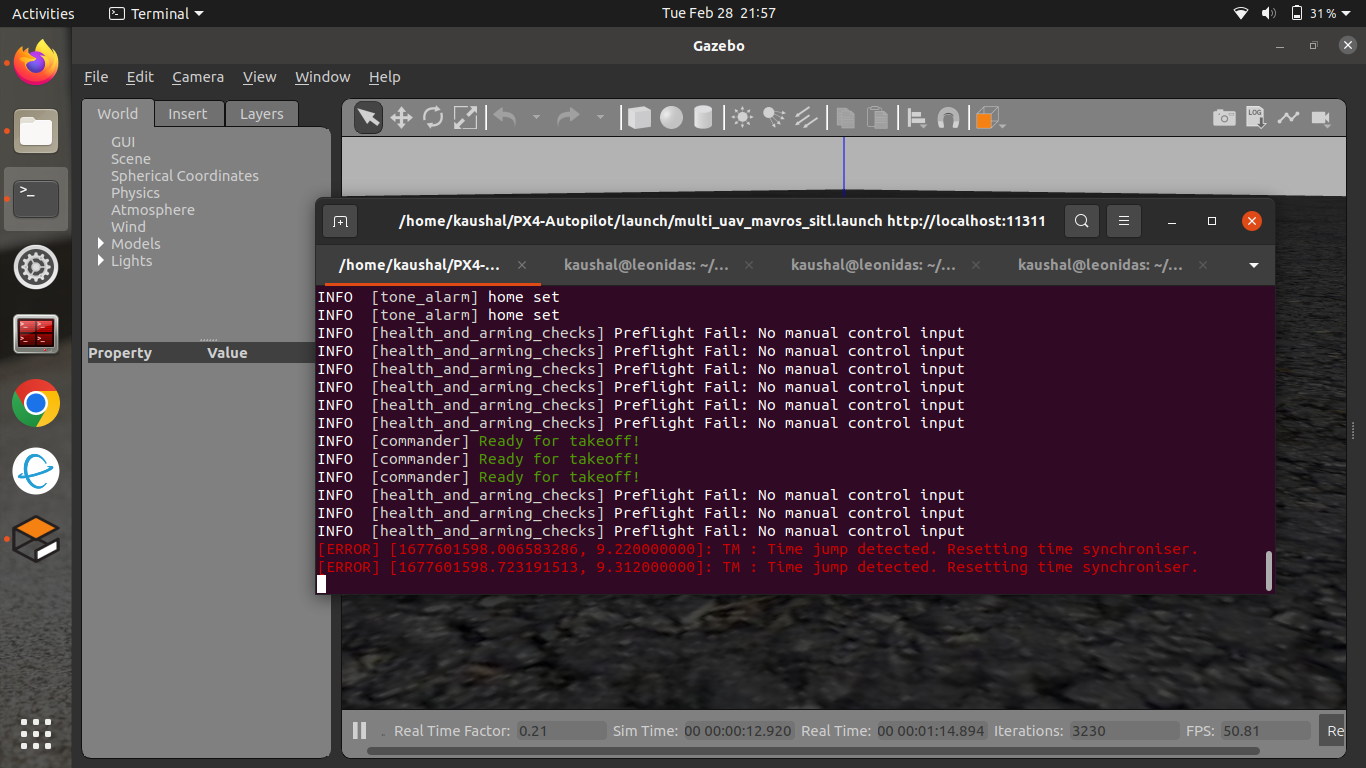 Activities
Terminal
Tue Feb 28 21:57
31 %
Gazebo
File Edit Camera View Window Help
World Insert Layers
GUI
Scene
Spherical Coordinates
Physics
Atmosphere
Wind
Models
Lights
Property Value
LOG
/home/kaushal/PX4-Autopilot/launch/multi_uav_mavros_sitl.launch http://localhost:11311
/home/kaushal/PX4-... kaushal@leonidas: ~/... kaushal@leonidas: ~/... kaushal@leonidas: ~/...
INFO [tone_alarm] home set
INFO [tone_alarm] home set
INFO [health_and_arming_checks] Preflight Fail: No manual control input
INFO [health_and_arming_checks] Preflight Fail: No manual control input
INFO [health_and_arming_checks] Preflight Fail: No manual control input
INFO [health_and_arming_checks] Preflight Fail: No manual control input
INFO [health_and_arming_checks] Preflight Fail: No manual control input
INFO [health_and_arming_checks] Preflight Fail: No manual control input
INFO [commander] Ready for takeoff!
INFO [commander] Ready for takeoff!
INFO [commander] Ready for takeoff!
INFO [health_and_arming_checks] Preflight Fail: No manual control input
INFO [health_and_arming_checks] Preflight Fail: No manual control input
INFO [health_and_arming_checks] Preflight Fail: No manual control input
[ERROR] [1677601598.006583286, 9.220000000]: TM : Time jump detected. Resetting time synchroniser.
[ERROR] [1677601598.723191513, 9.312000000]: TM : Time jump detected. Resetting time synchroniser.
Real Time Factor: 0.21 Sim Time: 00 00:00:12.920 Real Time: 00 00:01:14.894 Iterations: 3230 FPS: 50.81 Re